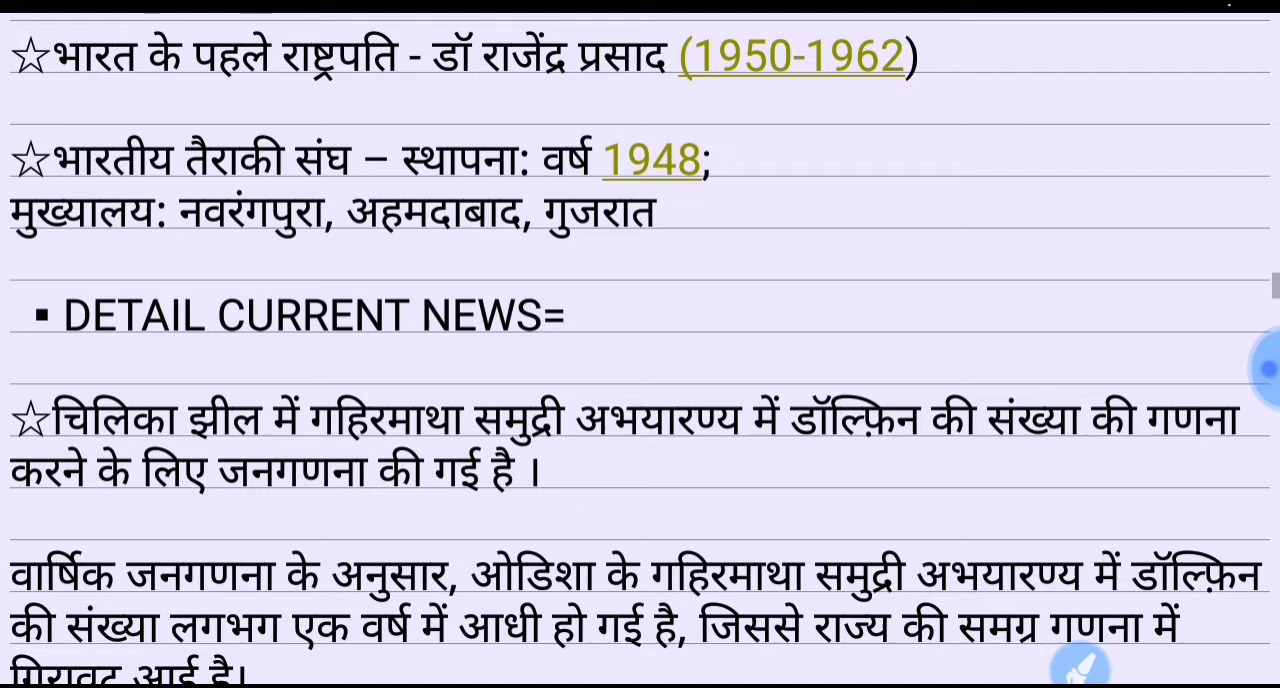 ☆भारत के पहले राष्ट्रपति - डॉ राजेंद्र प्रसाद (1950-1962)
☆भारतीय तैराकी संघ – स्थापना: वर्ष 1948;
मुख्यालय: नवरंगपुरा, अहमदाबाद, गुजरात
▪ DETAIL CURRENT NEWS=
☆चिलिका झील में गहिरमाथा समुद्री अभयारण्य में डॉल्फ़िन की संख्या की गणना
करने के लिए जनगणना की गई है ।
वार्षिक जनगणना के अनुसार, ओडिशा के गहिरमाथा समुद्री अभयारण्य में डॉल्फ़िन
की संख्या लगभग एक वर्ष में आधी हो गई है, जिससे राज्य की समग्र गणना में
गिरावट आई है।